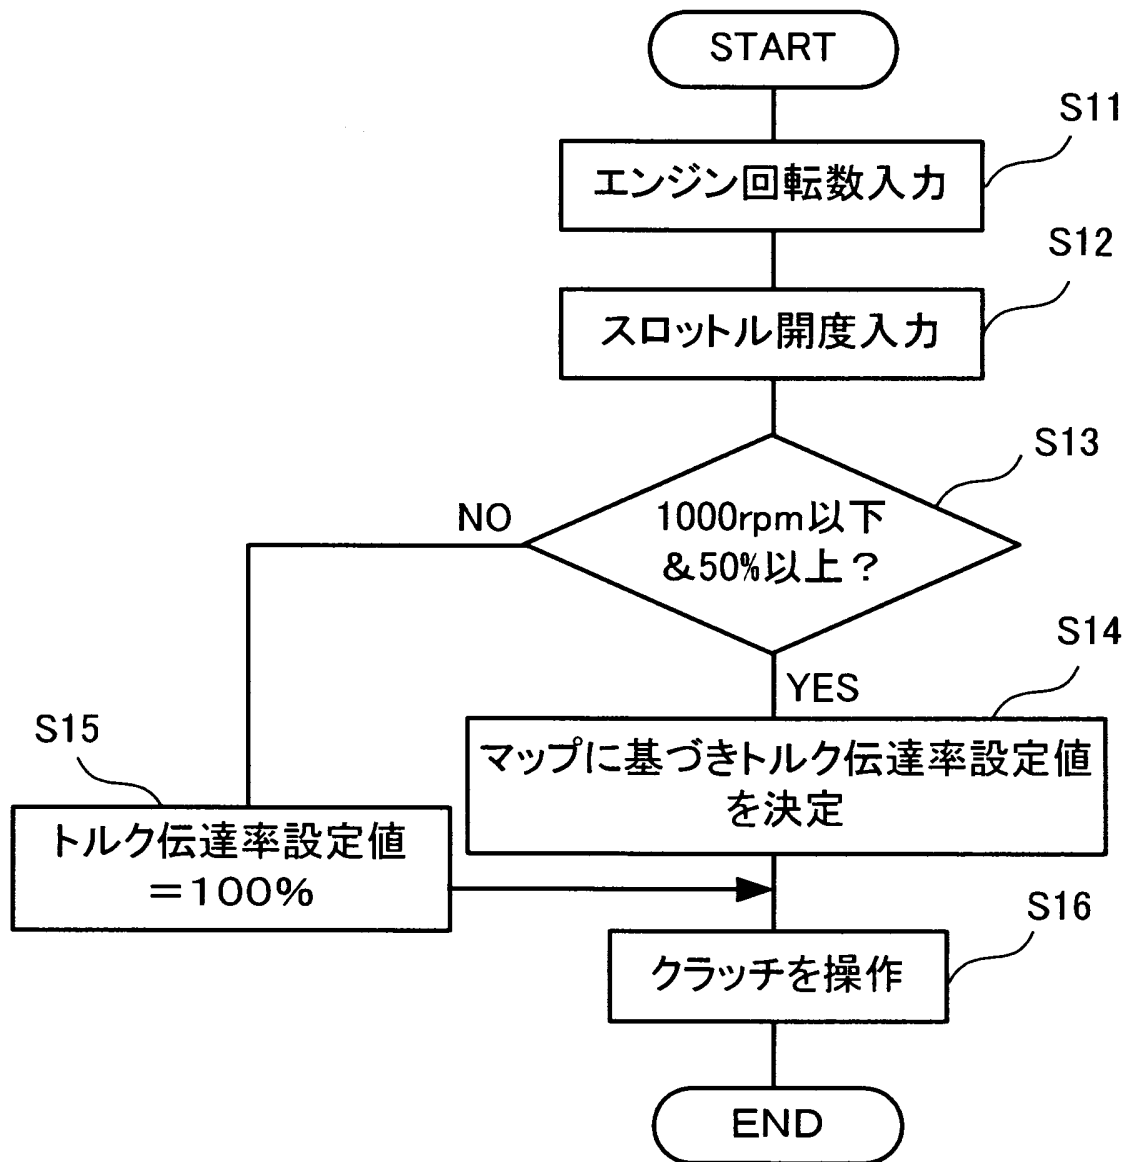 START
S11
エンジン回転数入力
S12
スロットル開度入力
S13
NO
1000rpm以下
&50%以上?
S14
YES
S15
マップに基づきトルク伝達率設定値
を決定
トルク伝達率設定値
=100%
S16
クラッチを操作
END